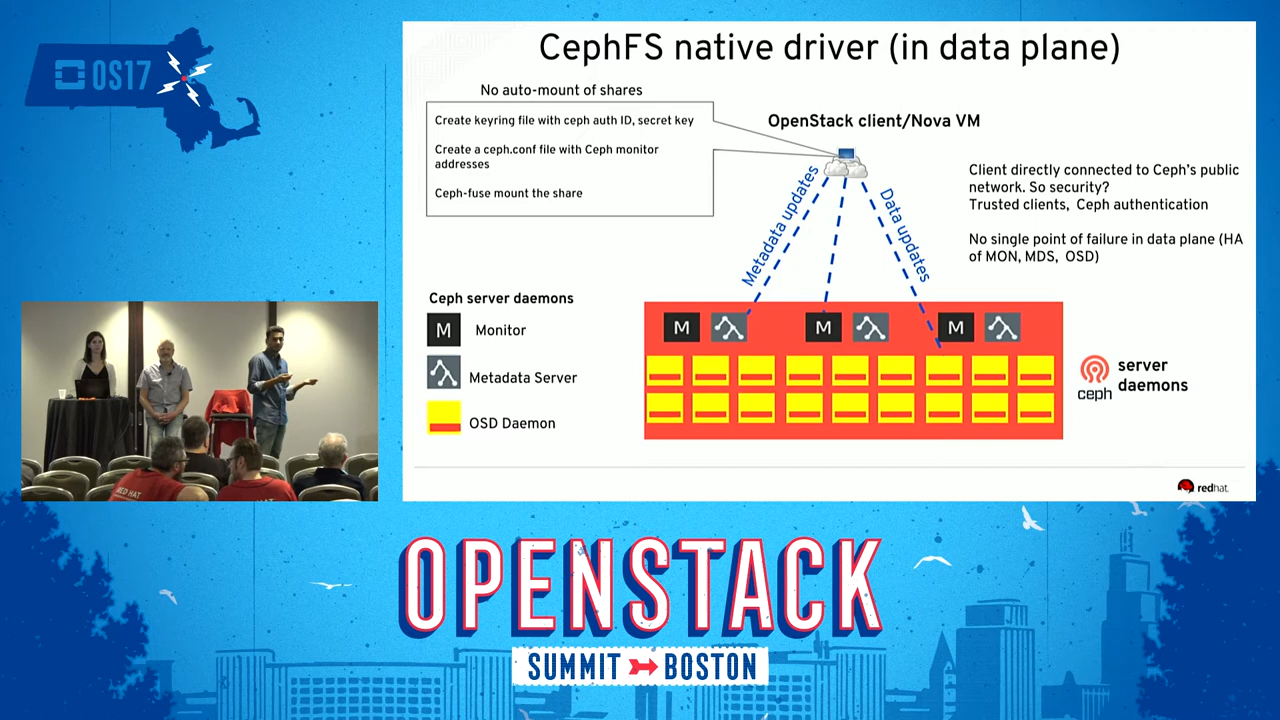 OS17
CephFS native driver (in data plane)
No auto-mount of shares
Create keyring file with ceph auth ID, secret key
Create a ceph.conf file with Ceph monitor
addresses
Ceph-fuse mount the share
OpenStack client/Nova VM
Client directly connected to Ceph's public
network. So security?
Trusted clients, Ceph authentication
No single point of failure in data plane (HA
of MON, MDS, OSD)
Metadata updates
Data updates
Ceph server daemons
M Monitor
Metadata Server
OSD Daemon
M M M
ceph
server
daemons
redhat.
RED HAT
OPENSTACK
SUMMIT BOSTON